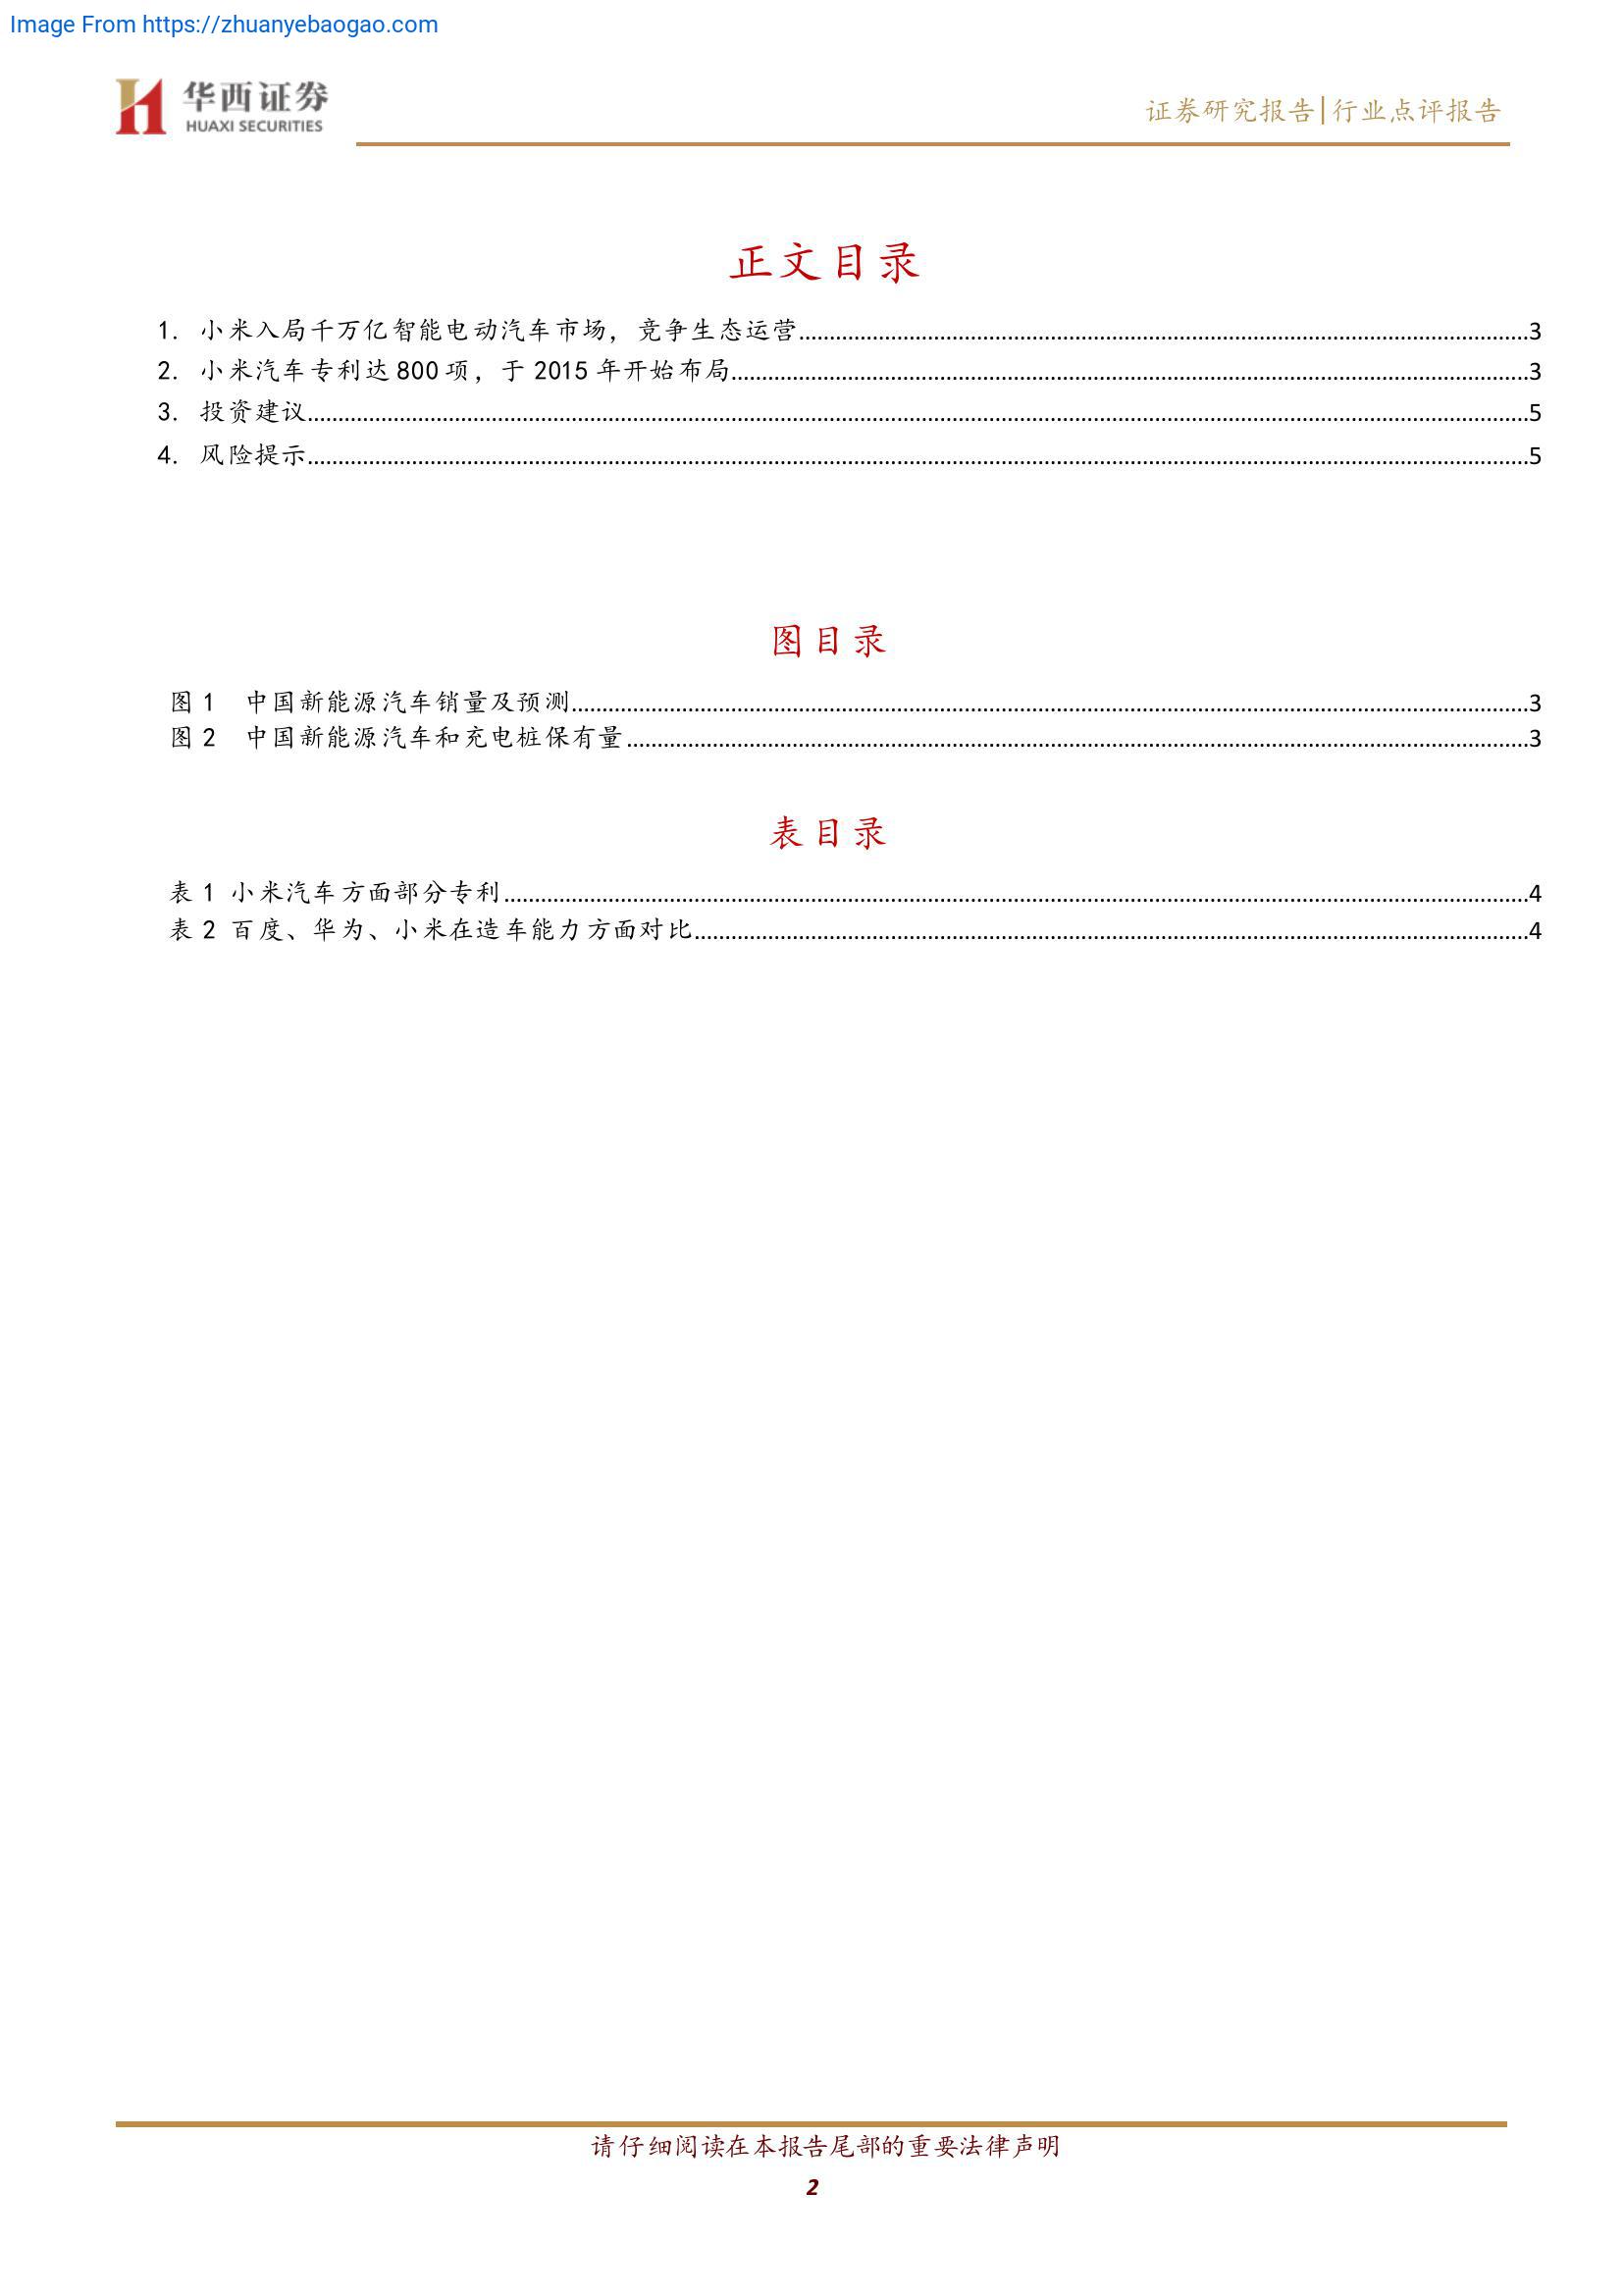 Image From https://zhuanyebaogao.com
华西证券
HUAXI SECURITIES
证券研究报告|行业点评报告
正文目录
1. 小米入局千万亿智能电动汽车市场，竞争生态运营........3
2. 小米汽车专利达 800 项，于 2015 年开始布局........3
3. 投资建议........5
4. 风险提示........5
图目录
图 1 中国新能源汽车销量及预测........3
图 2 中国新能源汽车和充电桩保有量........3
表目录
表 1 小米汽车方面部分专利........4
表 2 百度、华为、小米在造车能力方面对比........4
请仔细阅读在本报告尾部的重要法律声明
2